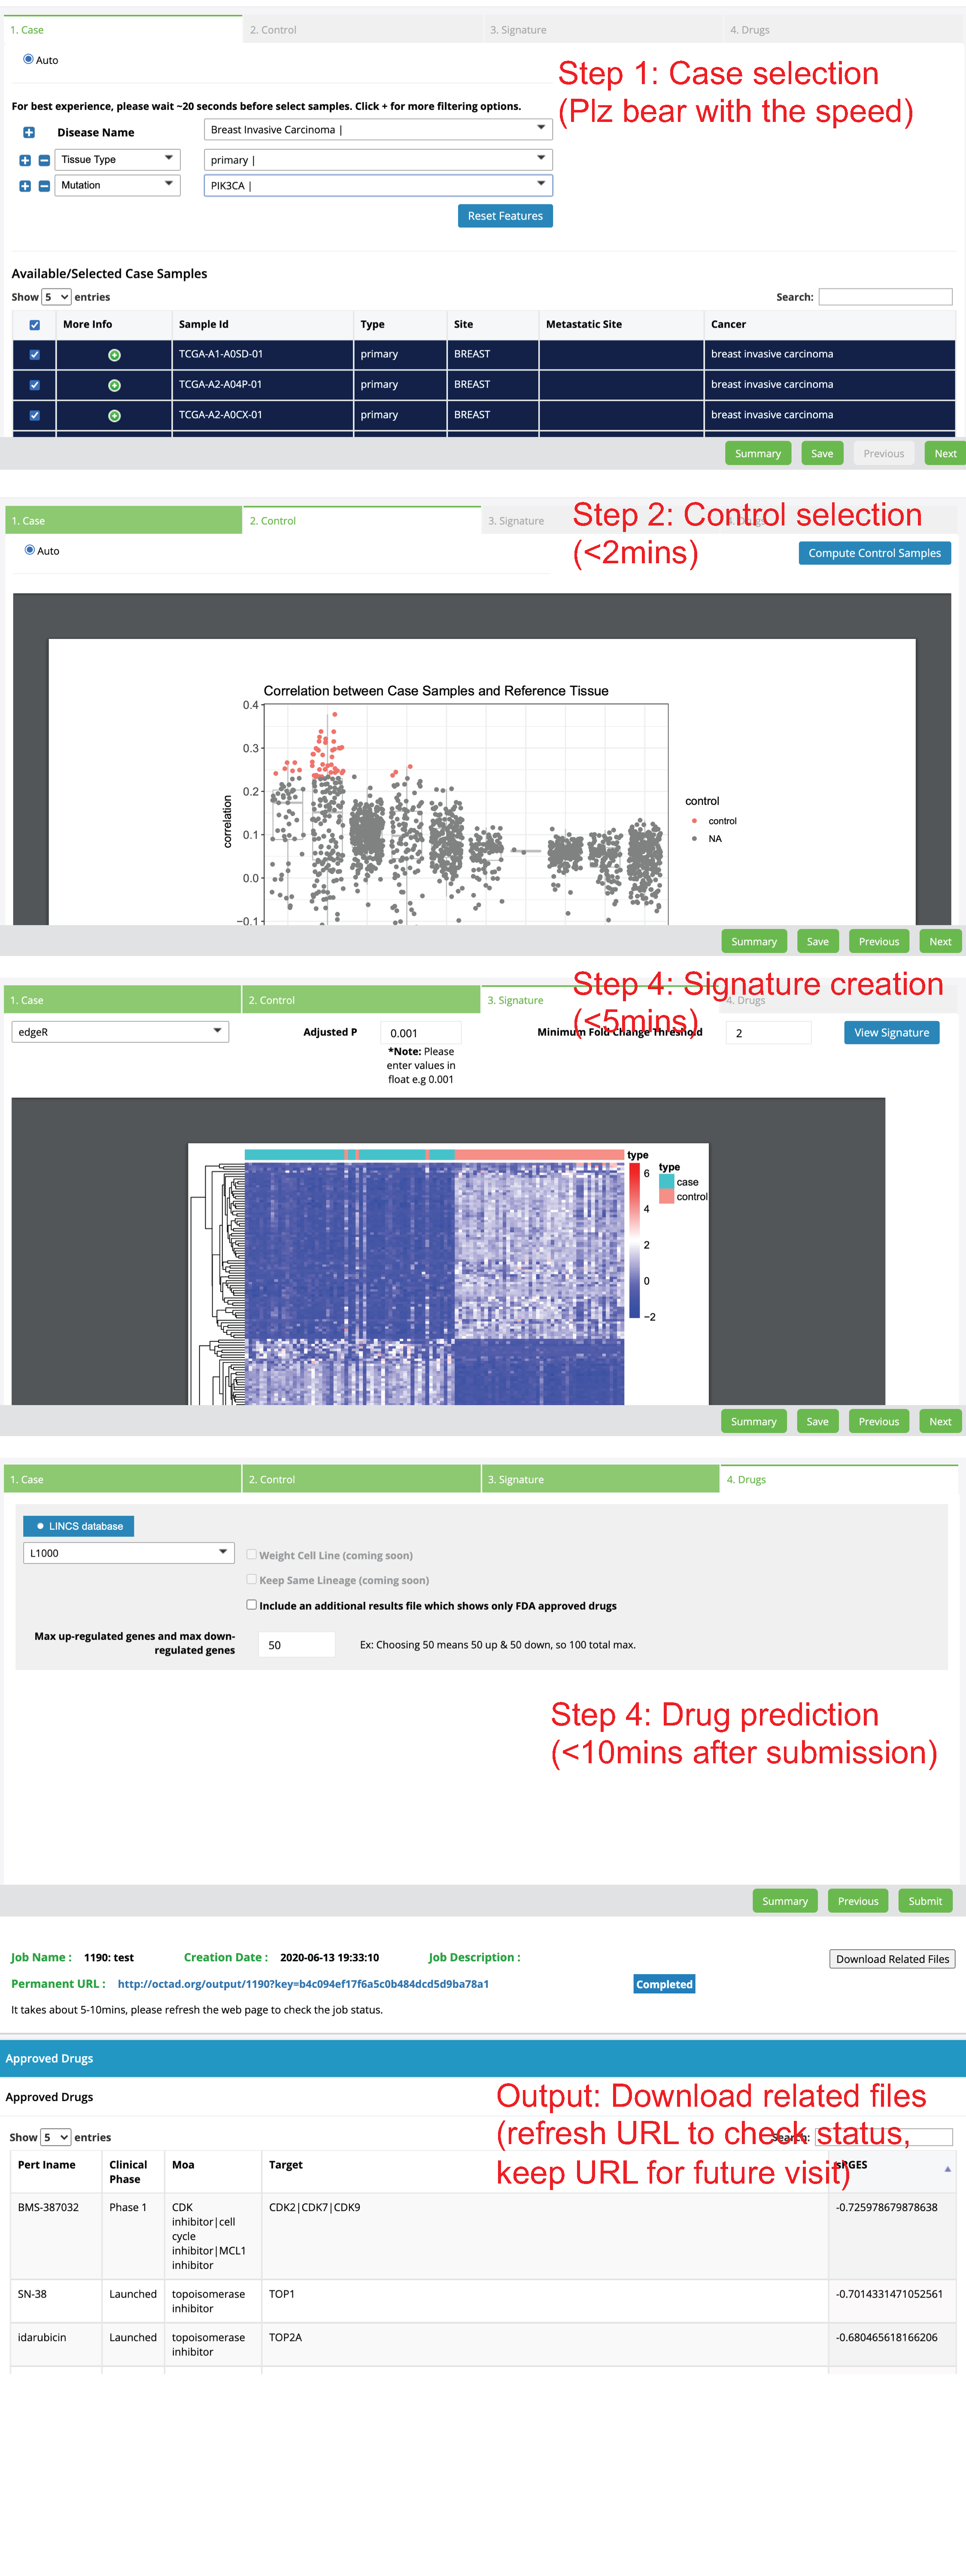 1. Case
2. Control
3. Signature
4. Drugs
Auto
Step 1: Case selection
(Plz bear with the speed)
For best experience, please wait ~20 seconds before select samples. Click + for more filtering options.
Disease Name
Breast Invasive Carcinoma |
Tissue Type
primary |
Mutation
PIK3CA |
Reset Features
Available/Selected Case Samples
Show 5 entries
Search:
More Info Sample Id Type Site Metastatic Site Cancer
TCGA-A1-A0SD-01 primary BREAST breast invasive carcinoma
TCGA-A2-A04P-01 primary BREAST breast invasive carcinoma
TCGA-A2-A0CX-01 primary BREAST breast invasive carcinoma
Summary Save Previous Next
1. Case
2. Control
3. Signature
4. Drugs
Step 2: Control selection
(<2mins)
Auto
Compute Control Samples
Correlation between Case Samples and Reference Tissue
0.4
0.3
0.2
0.1
0.0
−0.1
correlation
control
control
NA
Summary Save Previous Next
1. Case
2. Control
3. Signature
4. Drugs
Step 4: Signature creation
(<5mins)
edgeR
Adjusted P
0.001
*Note: Please
enter values in
float e.g 0.001
Minimum Fold Change Threshold
2
View Signature
type
6
4
2
0
−2
type
case
control
Summary Save Previous Next
1. Case
2. Control
3. Signature
4. Drugs
LINCS database
L1000
Weight Cell Line (coming soon)
Keep Same Lineage (coming soon)
Include an additional results file which shows only FDA approved drugs
Max up-regulated genes and max down-
regulated genes
50
Ex: Choosing 50 means 50 up & 50 down, so 100 total max.
Step 4: Drug prediction
(<10mins after submission)
Summary Previous Submit
Job Name : 1190: test Creation Date : 2020-06-13 19:33:10 Job Description :
Download Related Files
Permanent URL : http://octad.org/output/1190?key=b4c094ef17f6a5c0b484dcd5d9ba78a1
Completed
It takes about 5-10mins, please refresh the web page to check the job status.
Approved Drugs
Approved Drugs
Output: Download related files
(refresh URL to check status,
keep URL for future visit)
Show 5 entries
Search:
Pert Iname Clinical Phase Moa Target sRGES
BMS-387032 Phase 1 CDK inhibitor|cell cycle inhibitor|MCL1 inhibitor CDK2|CDK7|CDK9 -0.725978679878638
SN-38 Launched topoisomerase inhibitor TOP1 -0.7014331471052561
idarubicin Launched topoisomerase inhibitor TOP2A -0.680465618166206